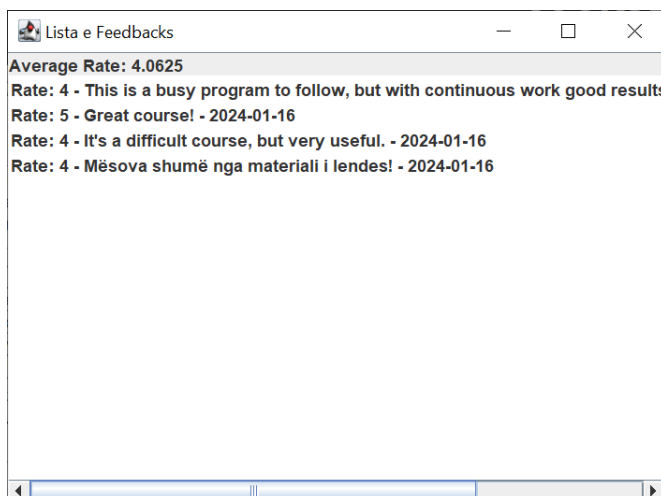 Lista e Feedbacks
Average Rate: 4.0625
Rate: 4 - This is a busy program to follow, but with continuous work good results
Rate: 5 - Great course! - 2024-01-16
Rate: 4 - It's a difficult course, but very useful. - 2024-01-16
Rate: 4 - Mësova shumë nga materiali i lendes! - 2024-01-16